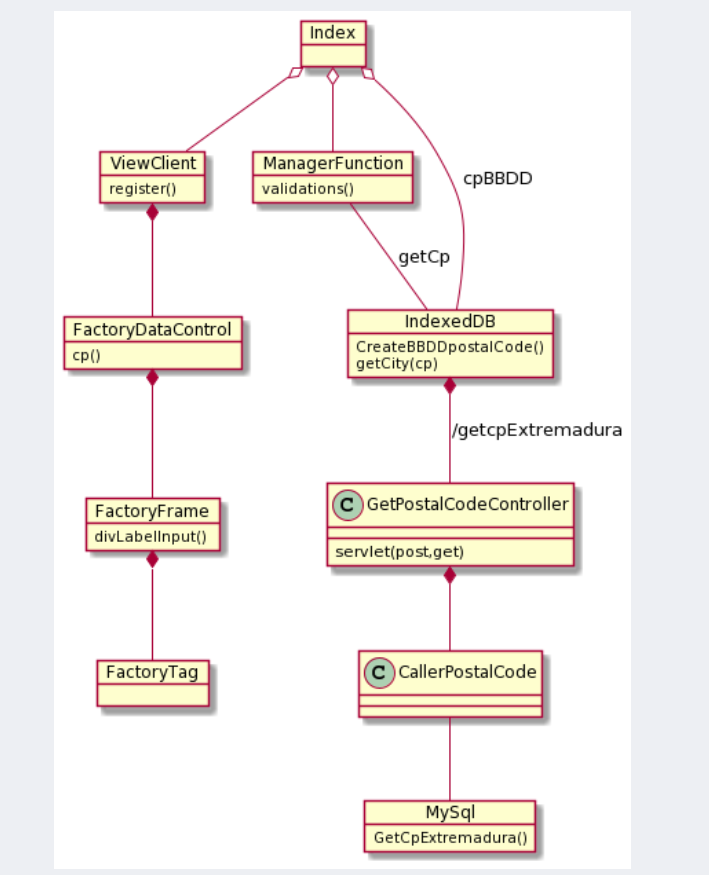 Index
ViewClient
register()
ManagerFunction
validations()
cpBBDD
getCp
FactoryDataControl
cp()
IndexedDB
CreateBBDDpostalCode()
getCity(cp)
/getcpExtremadura
FactoryFrame
divLabelInput()
C GetPostalCodeController
servlet(post,get)
FactoryTag
C CallerPostalCode
MySql
GetCpExtremadura()